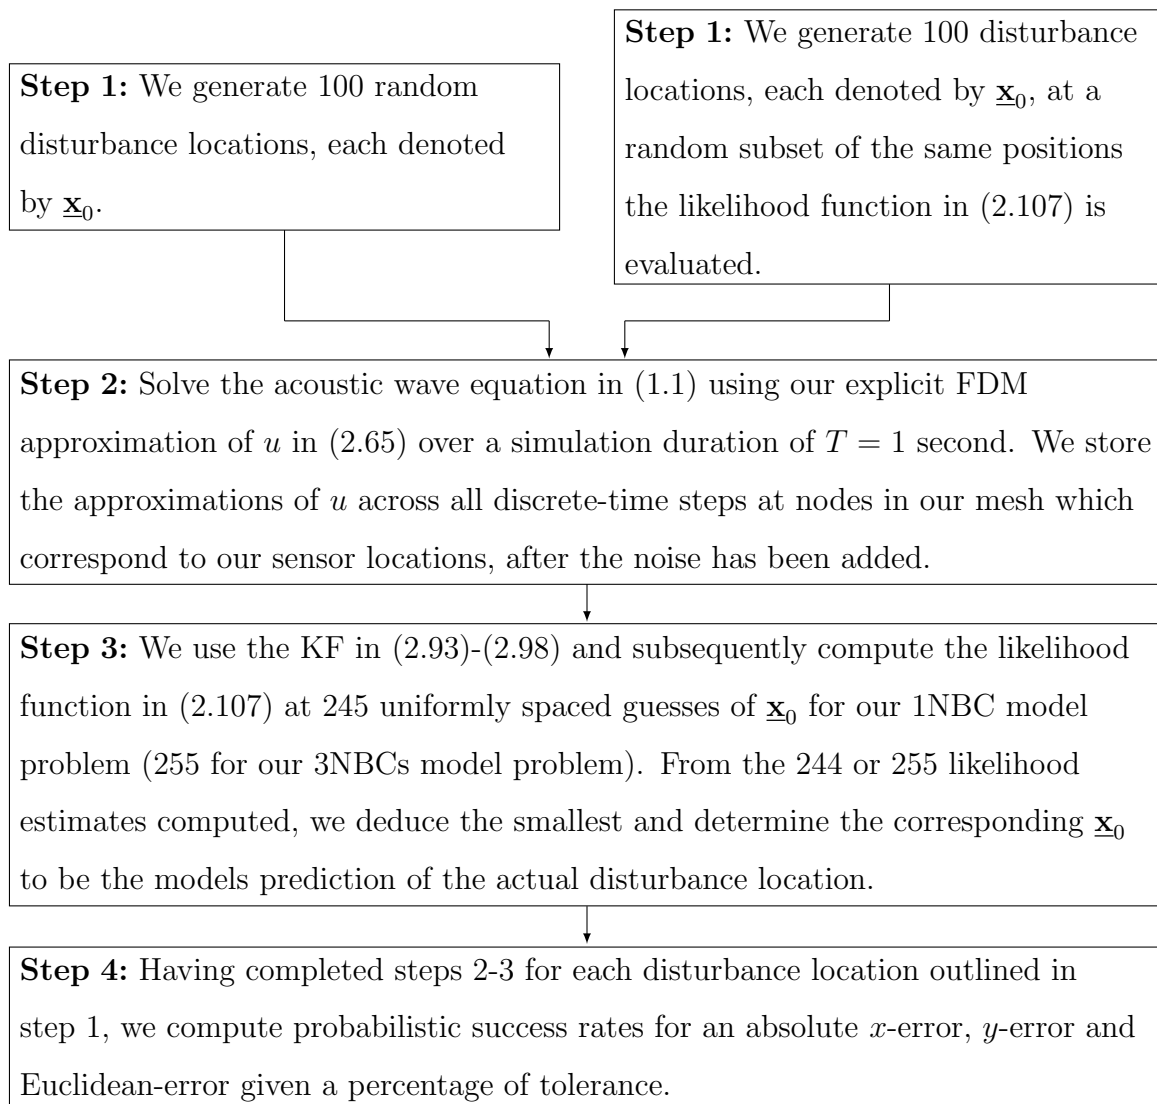 Step 1: We generate 100 random
disturbance locations, each denoted
by x̲₀.
Step 1: We generate 100 disturbance
locations, each denoted by x̲₀, at a
random subset of the same positions
the likelihood function in (2.107) is
evaluated.
Step 2: Solve the acoustic wave equation in (1.1) using our explicit FDM
approximation of u in (2.65) over a simulation duration of T = 1 second. We store
the approximations of u across all discrete-time steps at nodes in our mesh which
correspond to our sensor locations, after the noise has been added.
Step 3: We use the KF in (2.93)-(2.98) and subsequently compute the likelihood
function in (2.107) at 245 uniformly spaced guesses of x̲₀ for our 1NBC model
problem (255 for our 3NBCs model problem). From the 244 or 255 likelihood
estimates computed, we deduce the smallest and determine the corresponding x̲₀
to be the models prediction of the actual disturbance location.
Step 4: Having completed steps 2-3 for each disturbance location outlined in
step 1, we compute probabilistic success rates for an absolute x-error, y-error and
Euclidean-error given a percentage of tolerance.